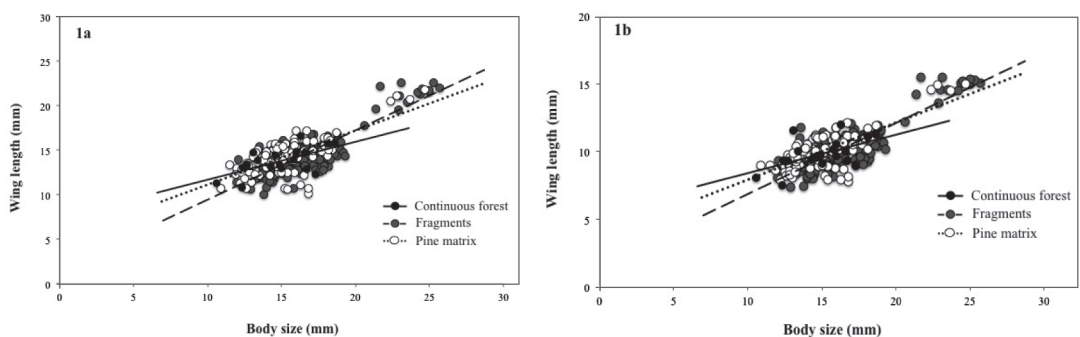 1a
30
25
20
15
10
5
0
Wing length (mm)
0 5 10 15 20 25 30
Body size (mm)
Continuous forest
Fragments
Pine matrix
1b
20
15
10
5
0
Wing length (mm)
0 5 10 15 20 25 30
Body size (mm)
Continuous forest
Fragments
Pine matrix